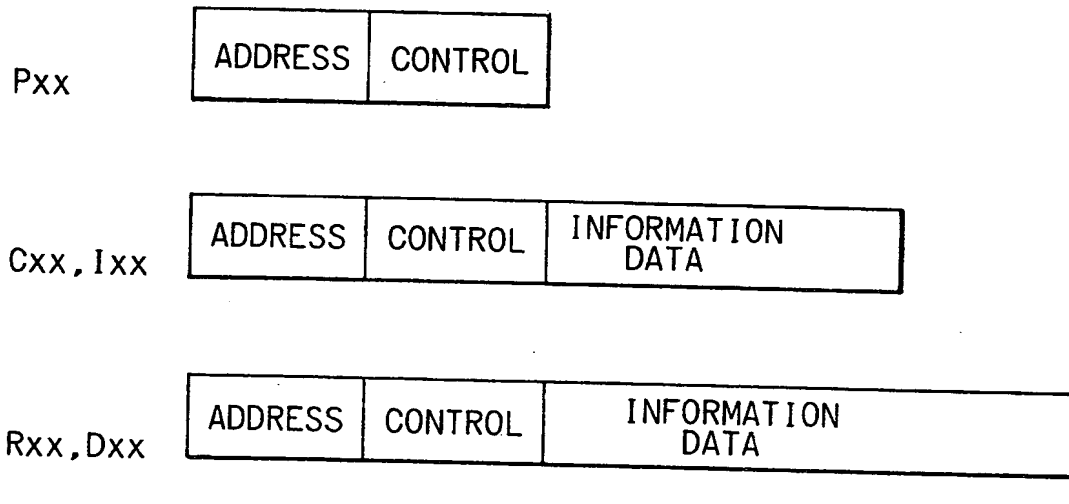 Pxx ADDRESS CONTROL
Cxx, Ixx ADDRESS CONTROL INFORMATION
DATA
Rxx, Dxx ADDRESS CONTROL INFORMATION
DATA